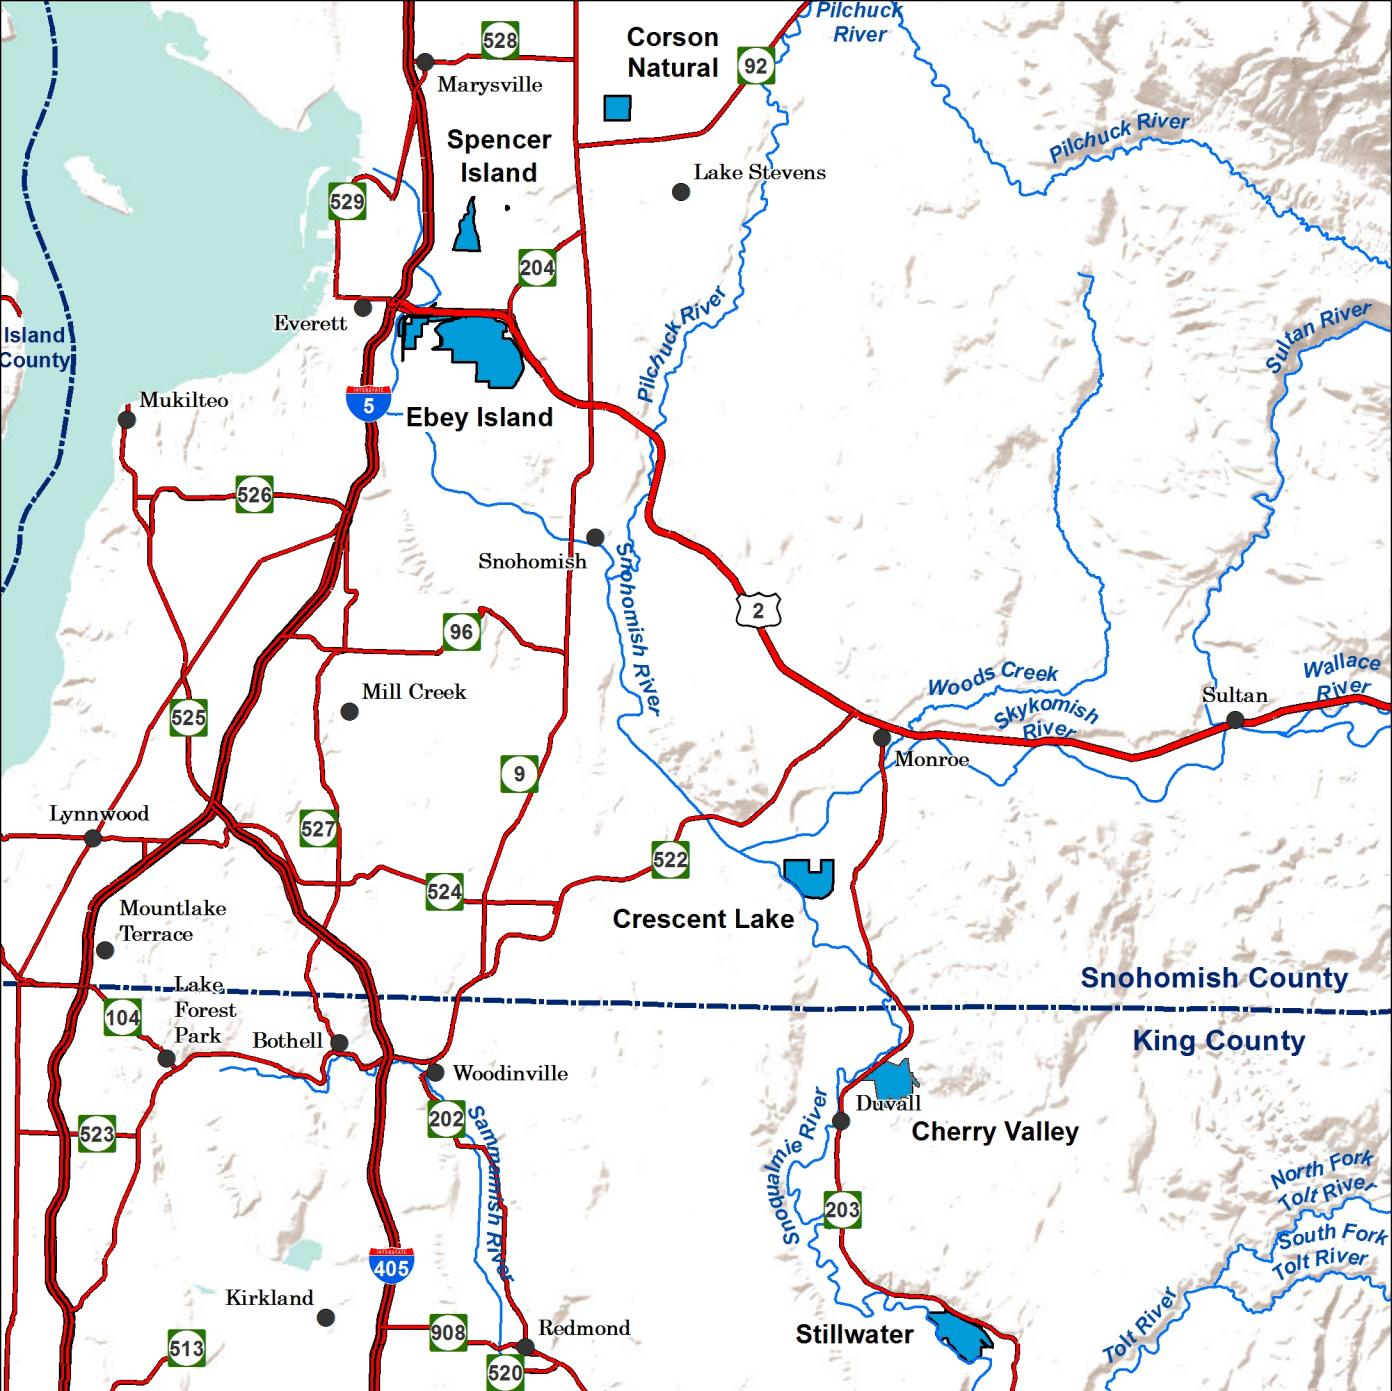 Pilchuck
River
Corson
Natural
528
92
Marysville
Spencer
Island
Pilchuck River
Lake Stevens
529
204
Everett
Island
County
Pilchuck River
Sultan River
Mukilteo
INTERSTATE
5
Ebey Island
526
Snohomish
Snohomish River
2
96
Woods Creek
Wallace
River
Mill Creek
Sultan
Skykomish
River
525
Monroe
9
Lynnwood
527
522
524
Mountlake
Terrace
Crescent Lake
Snohomish County
Lake
Forest
Park
104
Bothell
King County
Woodinville
Duvall
202
Cherry Valley
523
Sammamish River
Snoqualmie River
North Fork
Tolt River
203
South Fork
Tolt River
INTERSTATE
405
Kirkland
908
Redmond
Stillwater
Tolt River
513
520